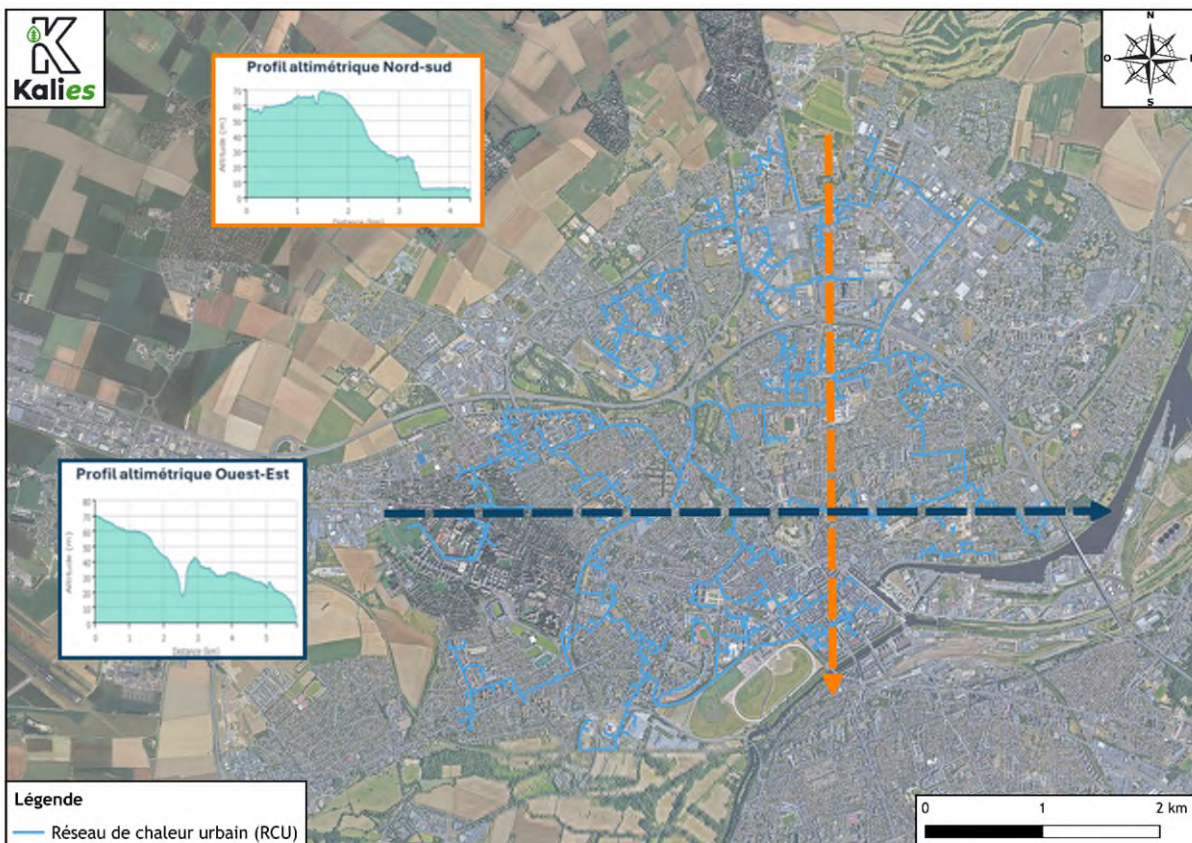 Kalies
N
O
E
S
Profil altimétrique Nord-sud
Altitude (m)
70
60
50
40
30
20
10
0
0 1 2 3 4
Distance (km)
Profil altimétrique Ouest-Est
Altitude (m)
80
70
60
50
40
30
20
10
0
0 1 2 3 4 5
Distance (km)
Légende
Réseau de chaleur urbain (RCU)
0 1 2 km